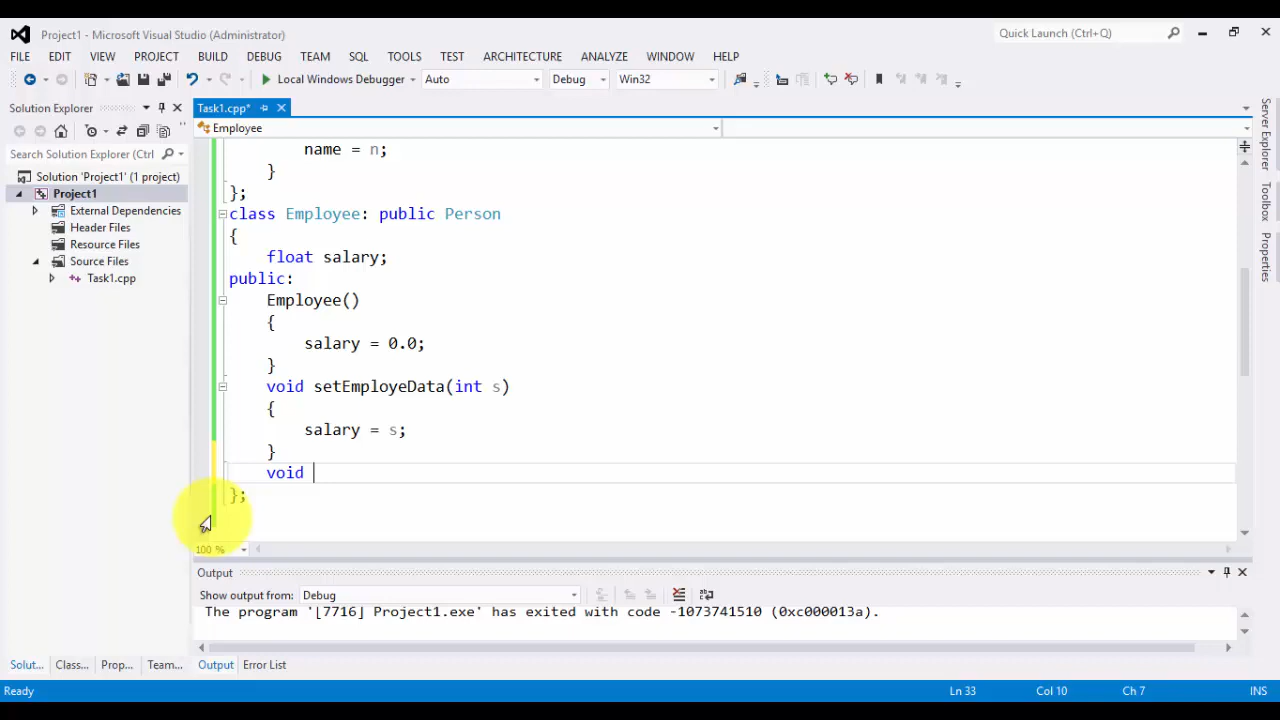 Project1 - Microsoft Visual Studio (Administrator)
Quick Launch (Ctrl+Q)
FILE EDIT VIEW PROJECT BUILD DEBUG TEAM SQL TOOLS TEST ARCHITECTURE ANALYZE WINDOW HELP
Local Windows Debugger Auto Debug Win32
Solution Explorer
Search Solution Explorer (Ctrl
Solution 'Project1' (1 project)
Project1
External Dependencies
Header Files
Resource Files
Source Files
Task1.cpp
Solut... Class... Prop... Team...
Task1.cpp*
Employee
name = n;
}
};
class Employee: public Person
{
float salary;
public:
Employee()
{
salary = 0.0;
}
void setEmployeData(int s)
{
salary = s;
}
void
};
100 %
Output
Show output from: Debug
The program '[7716] Project1.exe' has exited with code -1073741510 (0xc000013a).
Output Error List
Server Explorer
Toolbox
Properties
Ready
Ln 33 Col 10 Ch 7 INS